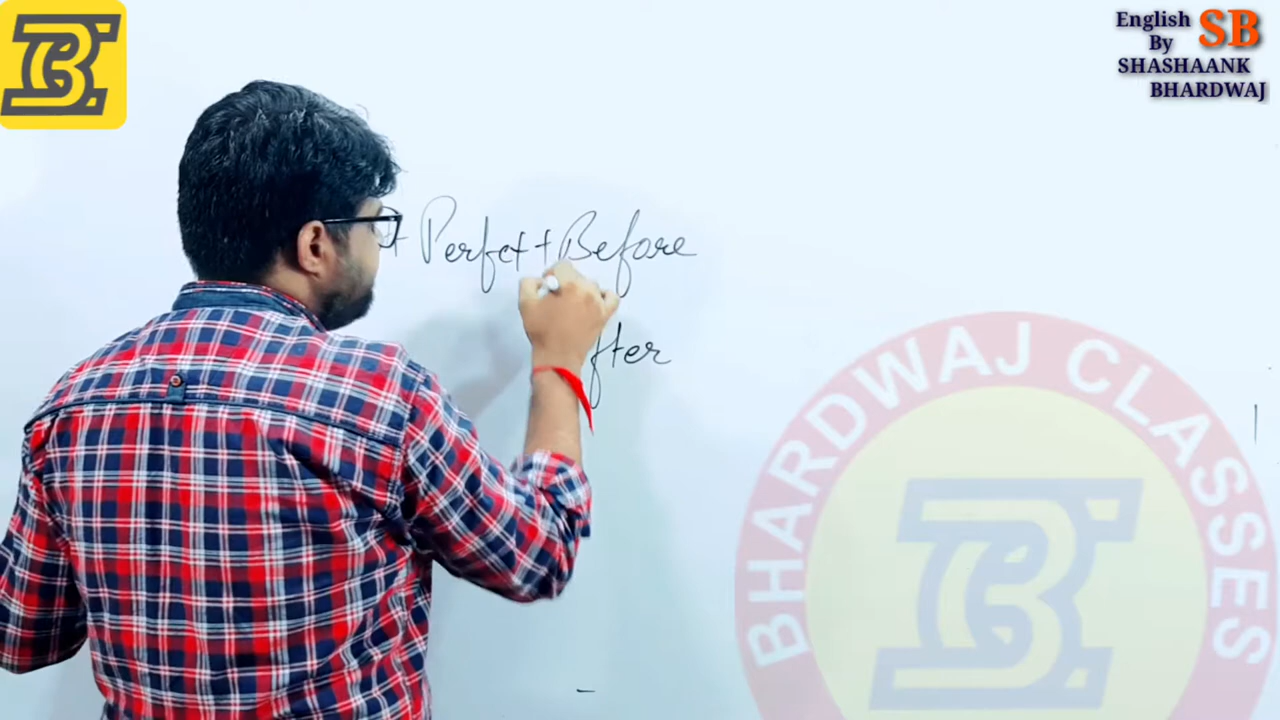 English SB
By
SHASHAANK
BHARDWAJ
Perfect + Before
fter
BHARDWAJ CLASSES